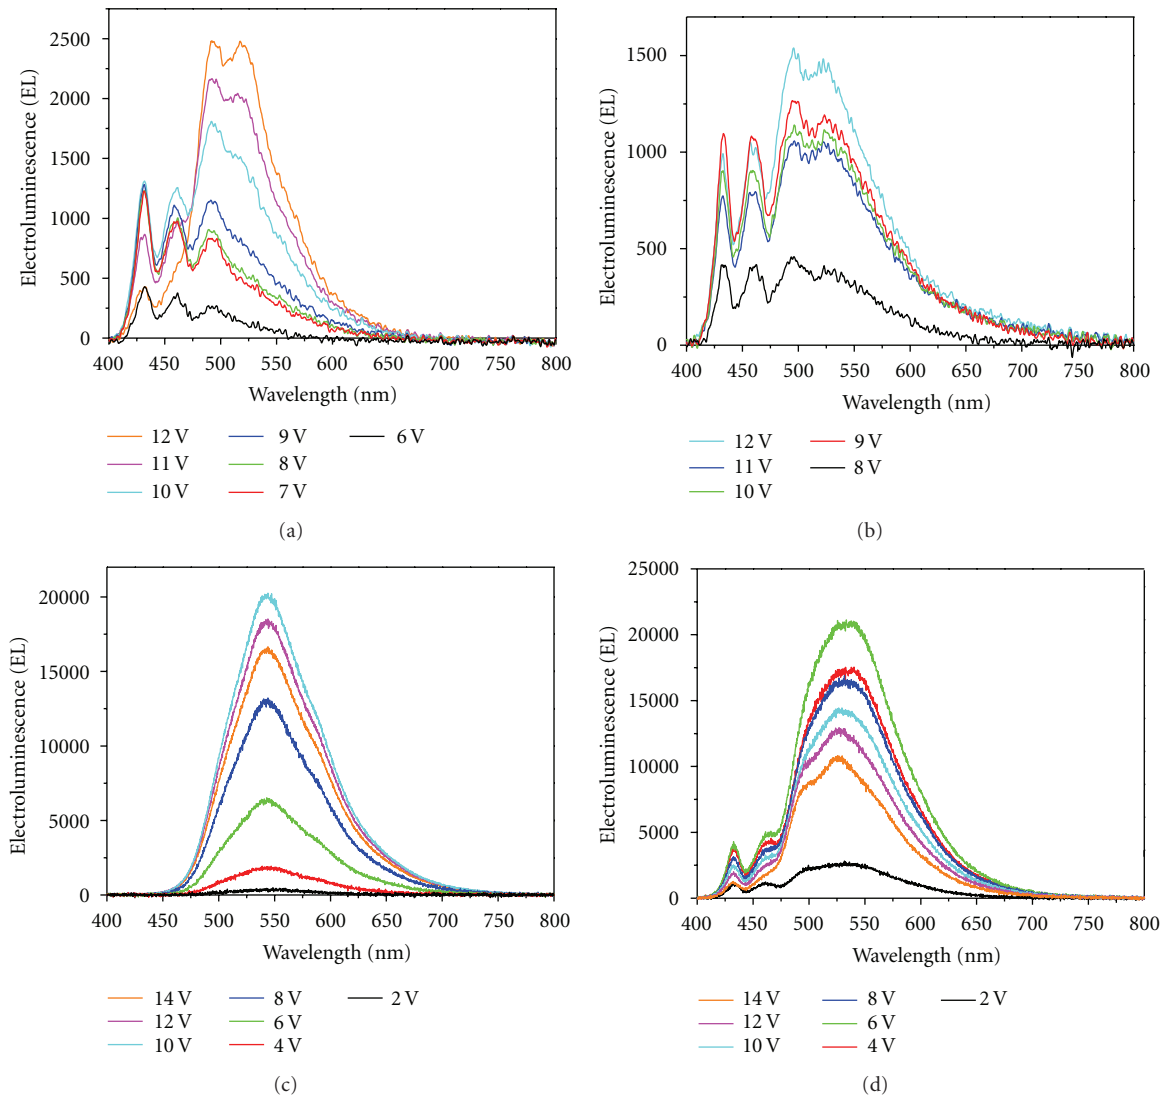 Electroluminescence (EL)
2500
2000
1500
1000
500
0
400 450 500 550 600 650 700 750 800
Wavelength (nm)
12 V 9 V 6 V
11 V 8 V
10 V 7 V
(a)
Electroluminescence (EL)
1500
1000
500
0
400 450 500 550 600 650 700 750 800
Wavelength (nm)
12 V 9 V
11 V 8 V
10 V
(b)
Electroluminescence (EL)
20000
15000
10000
5000
0
400 450 500 550 600 650 700 750 800
Wavelength (nm)
14 V 8 V 2 V
12 V 6 V
10 V 4 V
(c)
Electroluminescence (EL)
25000
20000
15000
10000
5000
0
400 450 500 550 600 650 700 750 800
Wavelength (nm)
14 V 8 V 2 V
12 V 6 V
10 V 4 V
(d)